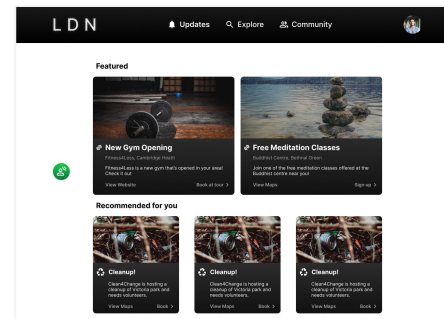 LDN
Updates
Explore
Community
Featured
New Gym Opening
Fitness4Less, Cambridge Heath
Fitness4Less is a new gym that's opened in your area!
Check it out
View Website
Book at tour >
Free Meditation Classes
Buddhist Centre, Bethnal Green
Join one of the free meditation classes offered at the
Buddhist centre near you!
View Maps
Sign up >
Recommended for you
Cleanup!
Clean4Change is hosting a
cleanup of Victoria park and
needs volunteers.
View Maps
Book >
Cleanup!
Clean4Change is hosting a
cleanup of Victoria park and
needs volunteers.
View Maps
Book >
Cleanup!
Clean4Change is hosting a
cleanup of Victoria park and
needs volunteers.
View Maps
Book >